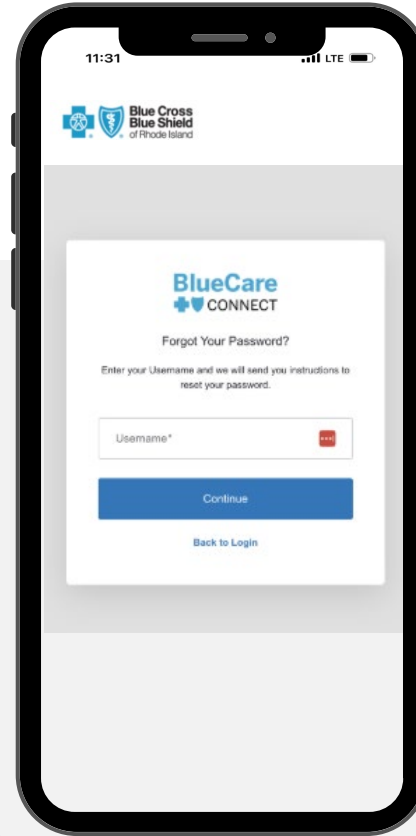 11:31
LTE
Blue Cross
Blue Shield
of Rhode Island
BlueCare
CONNECT
Forgot Your Password?
Enter your Username and we will send you instructions to
reset your password.
Username*
Continue
Back to Login